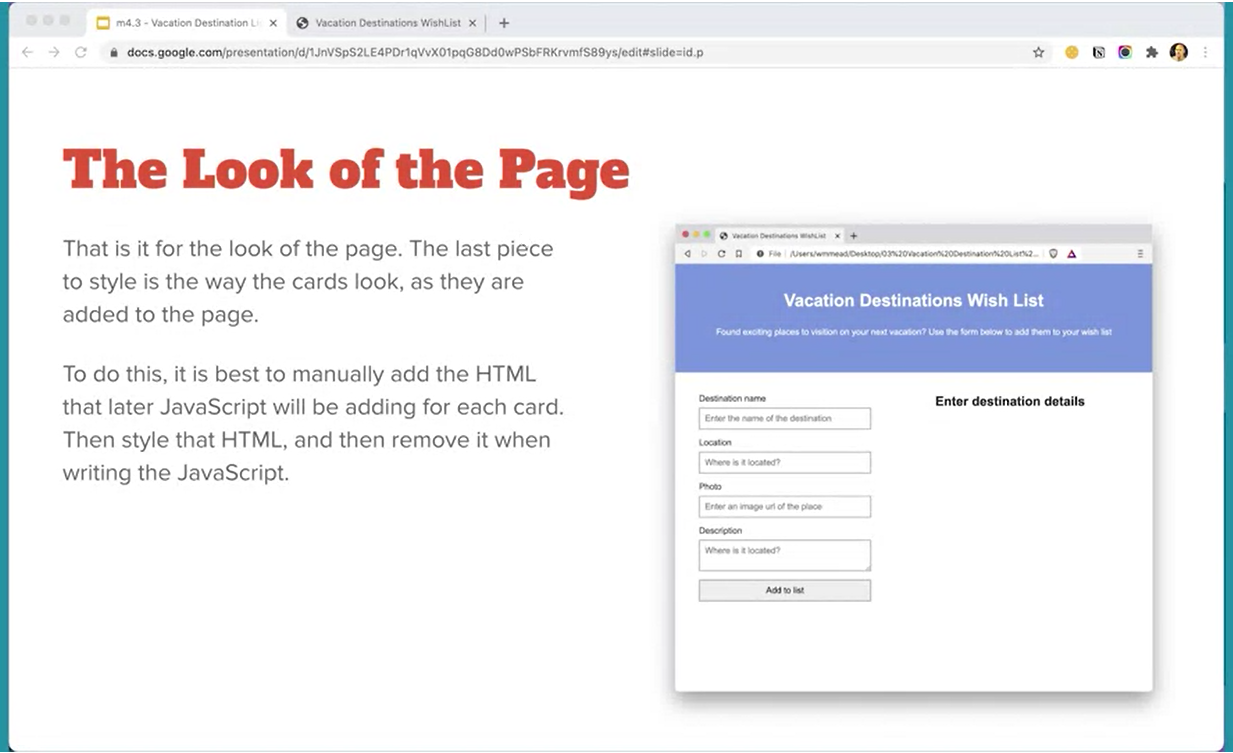 m4.3 - Vacation Destination Li
Vacation Destinations WishList
docs.google.com/presentation/d/1JnVSpS2LE4PDr1qVvX01pqG8Dd0wPSbFRKrvmfS89ys/edit#slide=id.p
The Look of the Page
That is it for the look of the page. The last piece
to style is the way the cards look, as they are
added to the page.
To do this, it is best to manually add the HTML
that later JavaScript will be adding for each card.
Then style that HTML, and then remove it when
writing the JavaScript.
Vacation Destinations WishList
File /Users/wmmead/Desktop/03%20Vacation%20Destination%20List%2...
Vacation Destinations Wish List
Found exciting places to visition on your next vacation? Use the form below to add them to your wish list
Destination name
Enter the name of the destination
Enter destination details
Location
Where is it located?
Photo
Enter an image url of the place
Description
Where is it located?
Add to list